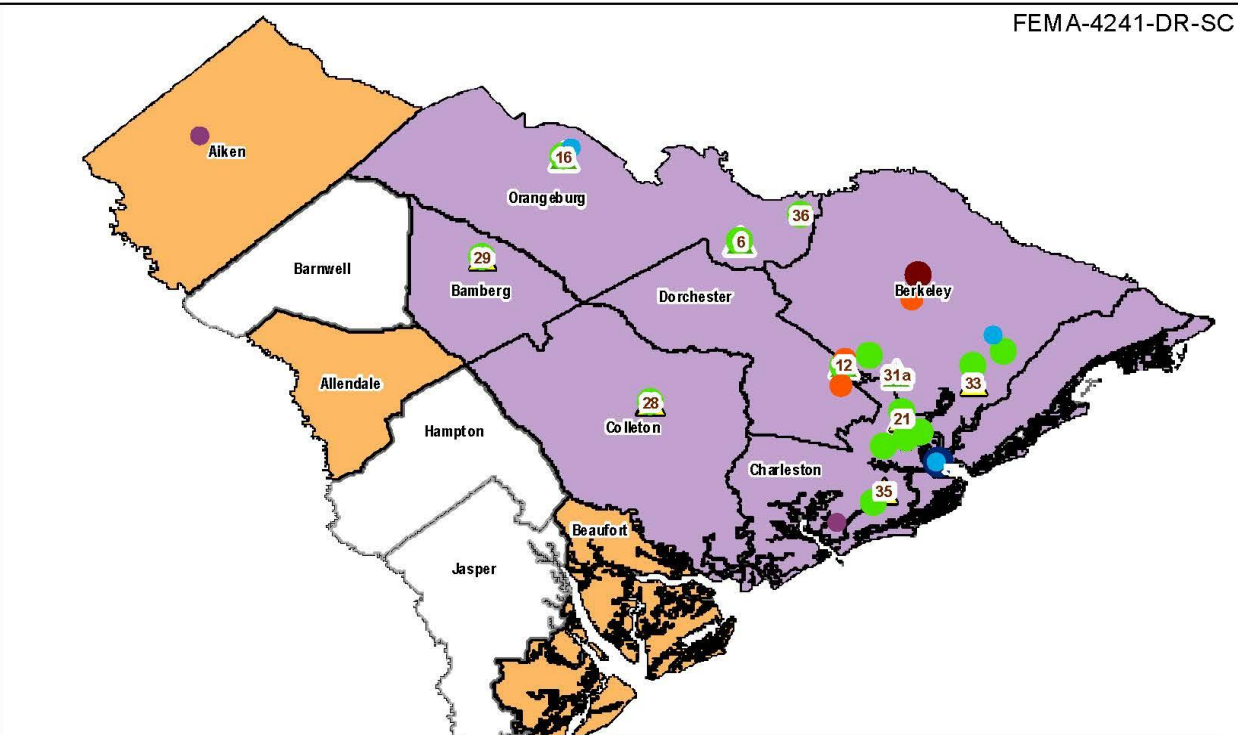 FEMA-4241-DR-SC
Aiken
16
Orangeburg
36
6
29
Barnwell
Bamberg
Dorchester
Berkeley
12
31a
33
Allendale
28
Colleton
Hampton
21
Charleston
35
Beaufort
Jasper